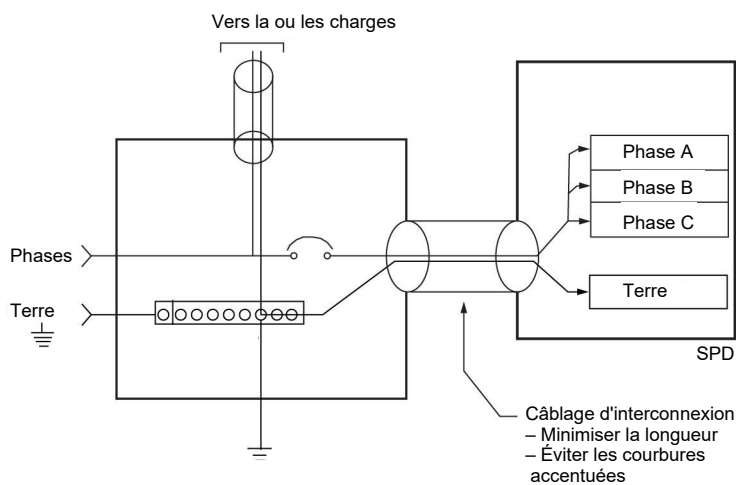 Vers la ou les charges
Phase A
Phase B
Phase C
Phases
Terre
Terre
SPD
Câblage d'interconnexion
– Minimiser la longueur
– Éviter les courbures
accentuées